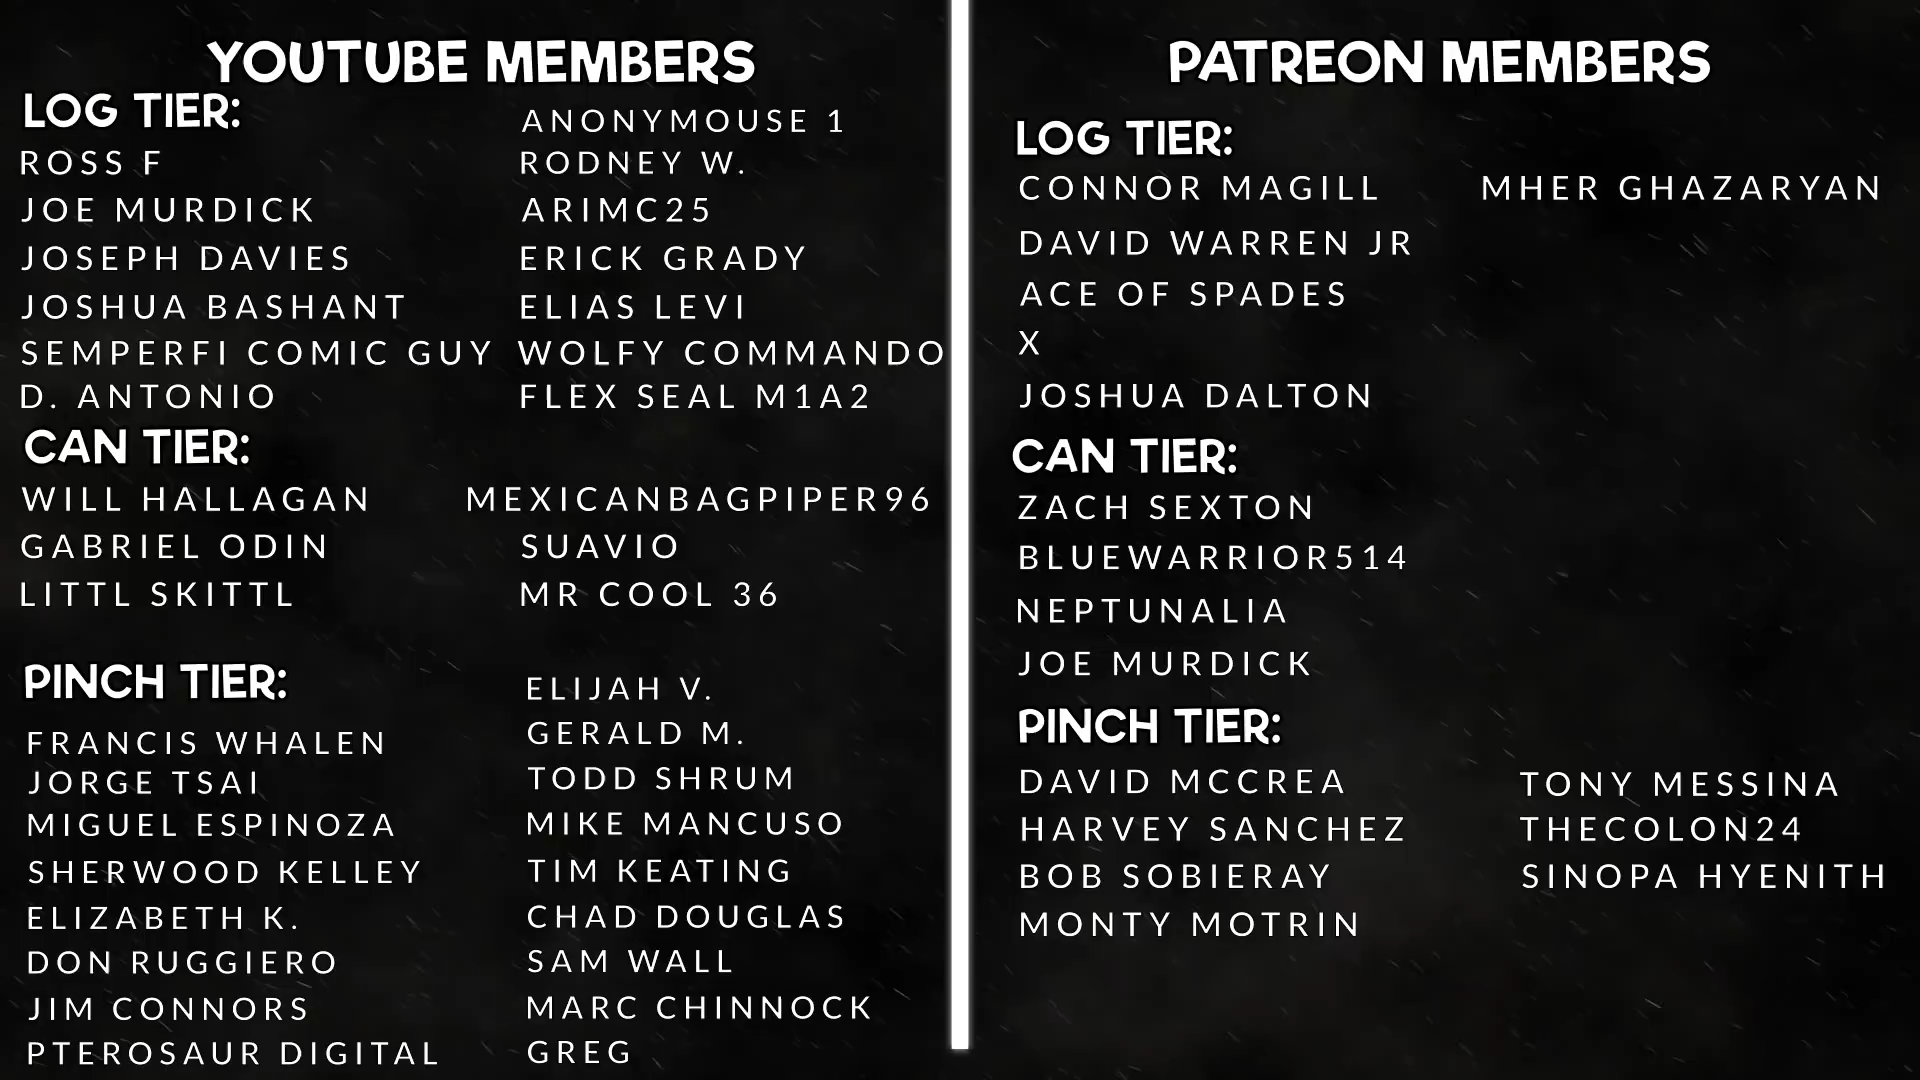 YOUTUBE MEMBERS
LOG TIER:
ROSS F
JOE MURDICK
JOSEPH DAVIES
JOSHUA BASHANT
SEMPERFI COMIC GUY
D. ANTONIO
ANONYMOUSE 1
RODNEY W.
ARIMC25
ERICK GRADY
ELIAS LEVI
WOLFY COMMANDO
FLEX SEAL M1A2
CAN TIER:
WILL HALLAGAN
GABRIEL ODIN
LITTL SKITTL
MEXICANBAGPIPER96
SUAVIO
MR COOL 36
PINCH TIER:
FRANCIS WHALEN
JORGE TSAI
MIGUEL ESPINOZA
SHERWOOD KELLEY
ELIZABETH K.
DON RUGGIERO
JIM CONNORS
PTEROSAUR DIGITAL
ELIJAH V.
GERALD M.
TODD SHRUM
MIKE MANCUSO
TIM KEATING
CHAD DOUGLAS
SAM WALL
MARC CHINNOCK
GREG
PATREON MEMBERS
LOG TIER:
CONNOR MAGILL
DAVID WARREN JR
ACE OF SPADES
X
JOSHUA DALTON
MHER GHAZARYAN
CAN TIER:
ZACH SEXTON
BLUEWARRIOR514
NEPTUNALIA
JOE MURDICK
PINCH TIER:
DAVID MCCREA
HARVEY SANCHEZ
BOB SOBIERAY
MONTY MOTRIN
TONY MESSINA
THECOLON24
SINOPA HYENITH